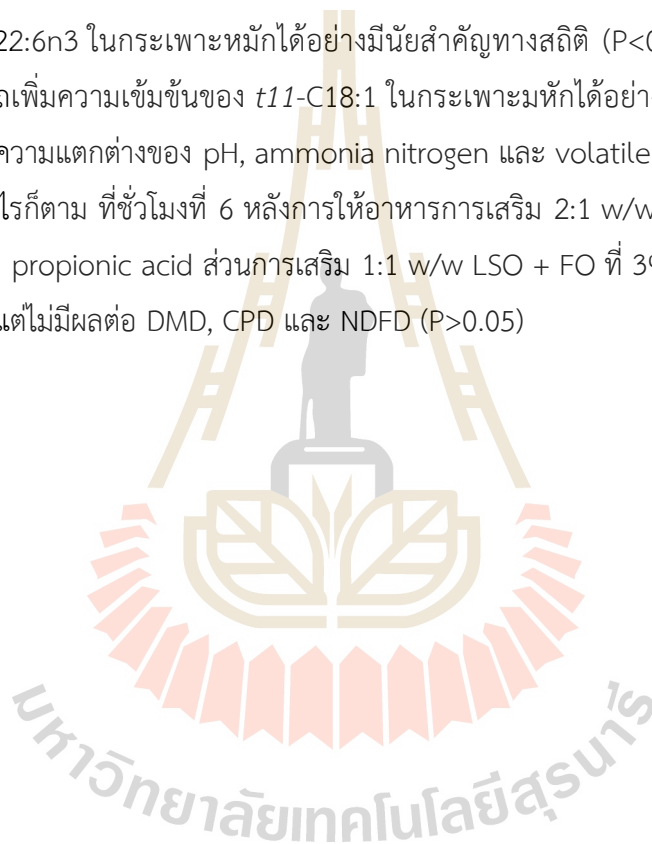 22:6n3 ในกระเพาะหมักได้อย่างมีนัยสำคัญทางสถิติ (P<0
ถเพิ่มความเข้มข้นของ t11-C18:1 ในกระเพาะมหักได้อย่าง
ความแตกต่างของ pH, ammonia nitrogen และ volatile
ไรก็ตาม ที่ชั่วโมงที่ 6 หลังการให้อาหารการเสริม 2:1 w/w
propionic acid ส่วนการเสริม 1:1 w/w LSO + FO ที่ 3%
แต่ไม่มีผลต่อ DMD, CPD และ NDFD (P>0.05)
มหาวิทยาลัยเทคโนโลยีสุรนารี